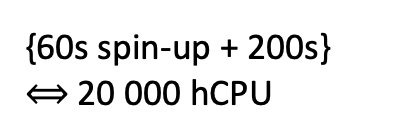 {60s spin-up + 200s}
⟺ 20 000 hCPU